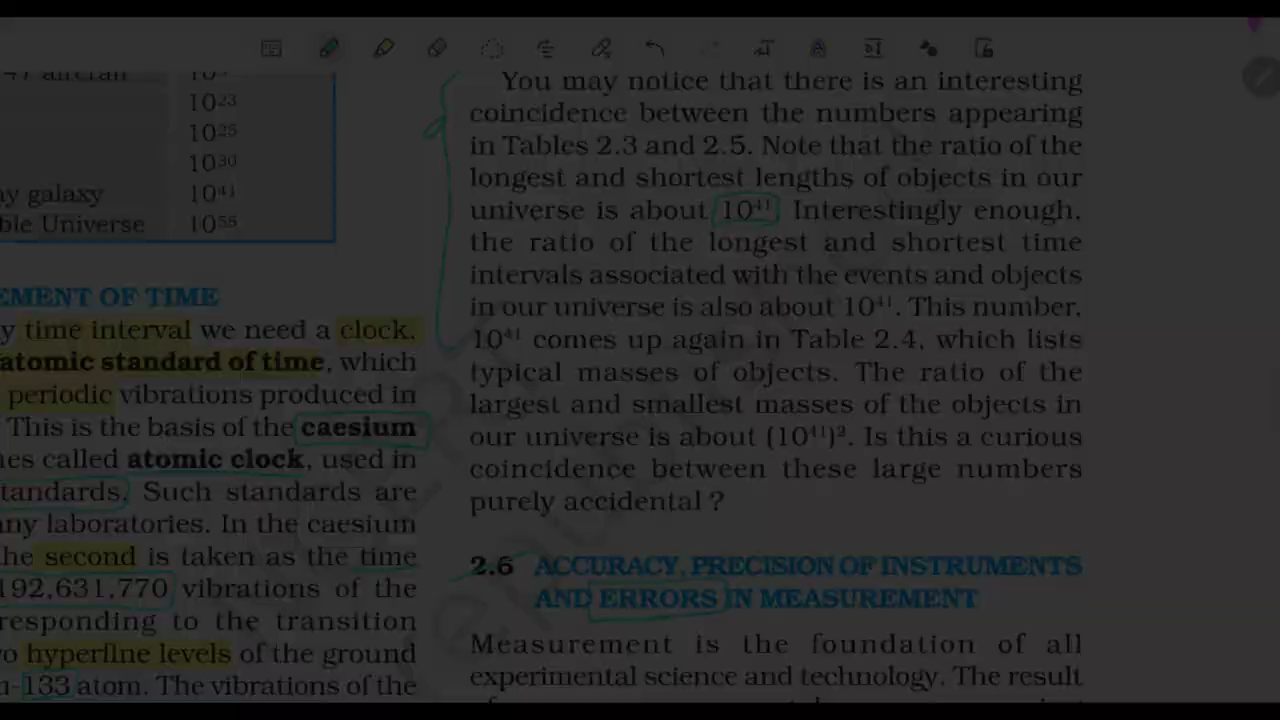 10²³
10²⁵
10³⁰
galaxy
10⁴¹
Universe
10⁵⁵
EMENT OF TIME
time interval we need a clock.
atomic standard of time, which
periodic vibrations produced in
This is the basis of the caesium
called atomic clock, used in
standards. Such standards are
laboratories. In the caesium
second is taken as the time
192,631,770 vibrations of the
responding to the transition
hyperfine levels of the ground
-133 atom. The vibrations of the
You may notice that there is an interesting
coincidence between the numbers appearing
in Tables 2.3 and 2.5. Note that the ratio of the
longest and shortest lengths of objects in our
universe is about 10⁴¹. Interestingly enough,
the ratio of the longest and shortest time
intervals associated with the events and objects
in our universe is also about 10⁴¹. This number,
10⁴¹ comes up again in Table 2.4, which lists
typical masses of objects. The ratio of the
largest and smallest masses of the objects in
our universe is about (10⁴¹)². Is this a curious
coincidence between these large numbers
purely accidental ?
2.6 ACCURACY, PRECISION OF INSTRUMENTS
AND ERRORS IN MEASUREMENT
Measurement is the foundation of all
experimental science and technology. The result